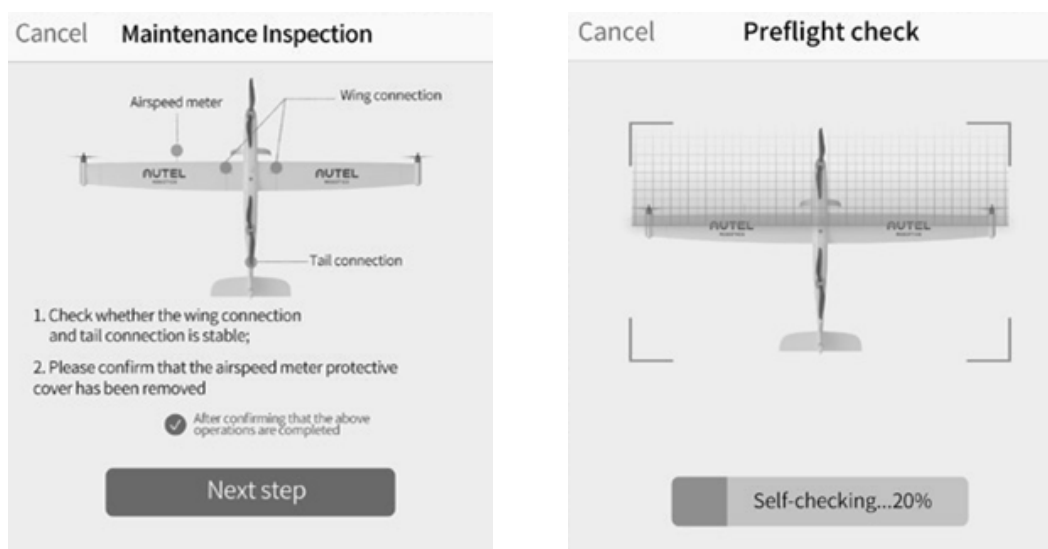 Cancel Maintenance Inspection
Airspeed meter
Wing connection
AUTEL
AUTEL
Tail connection
1. Check whether the wing connection
and tail connection is stable;
2. Please confirm that the airspeed meter protective
cover has been removed
After confirming that the above
operations are completed
Next step
Cancel Preflight check
AUTEL
AUTEL
Self-checking...20%